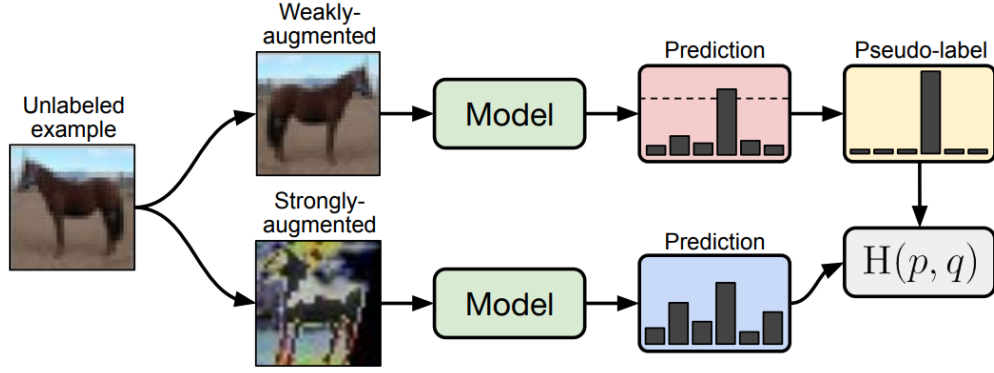 Weakly-
augmented
Prediction
Pseudo-label
Unlabeled
example
Model
Strongly-
augmented
Prediction
H(p, q)
Model